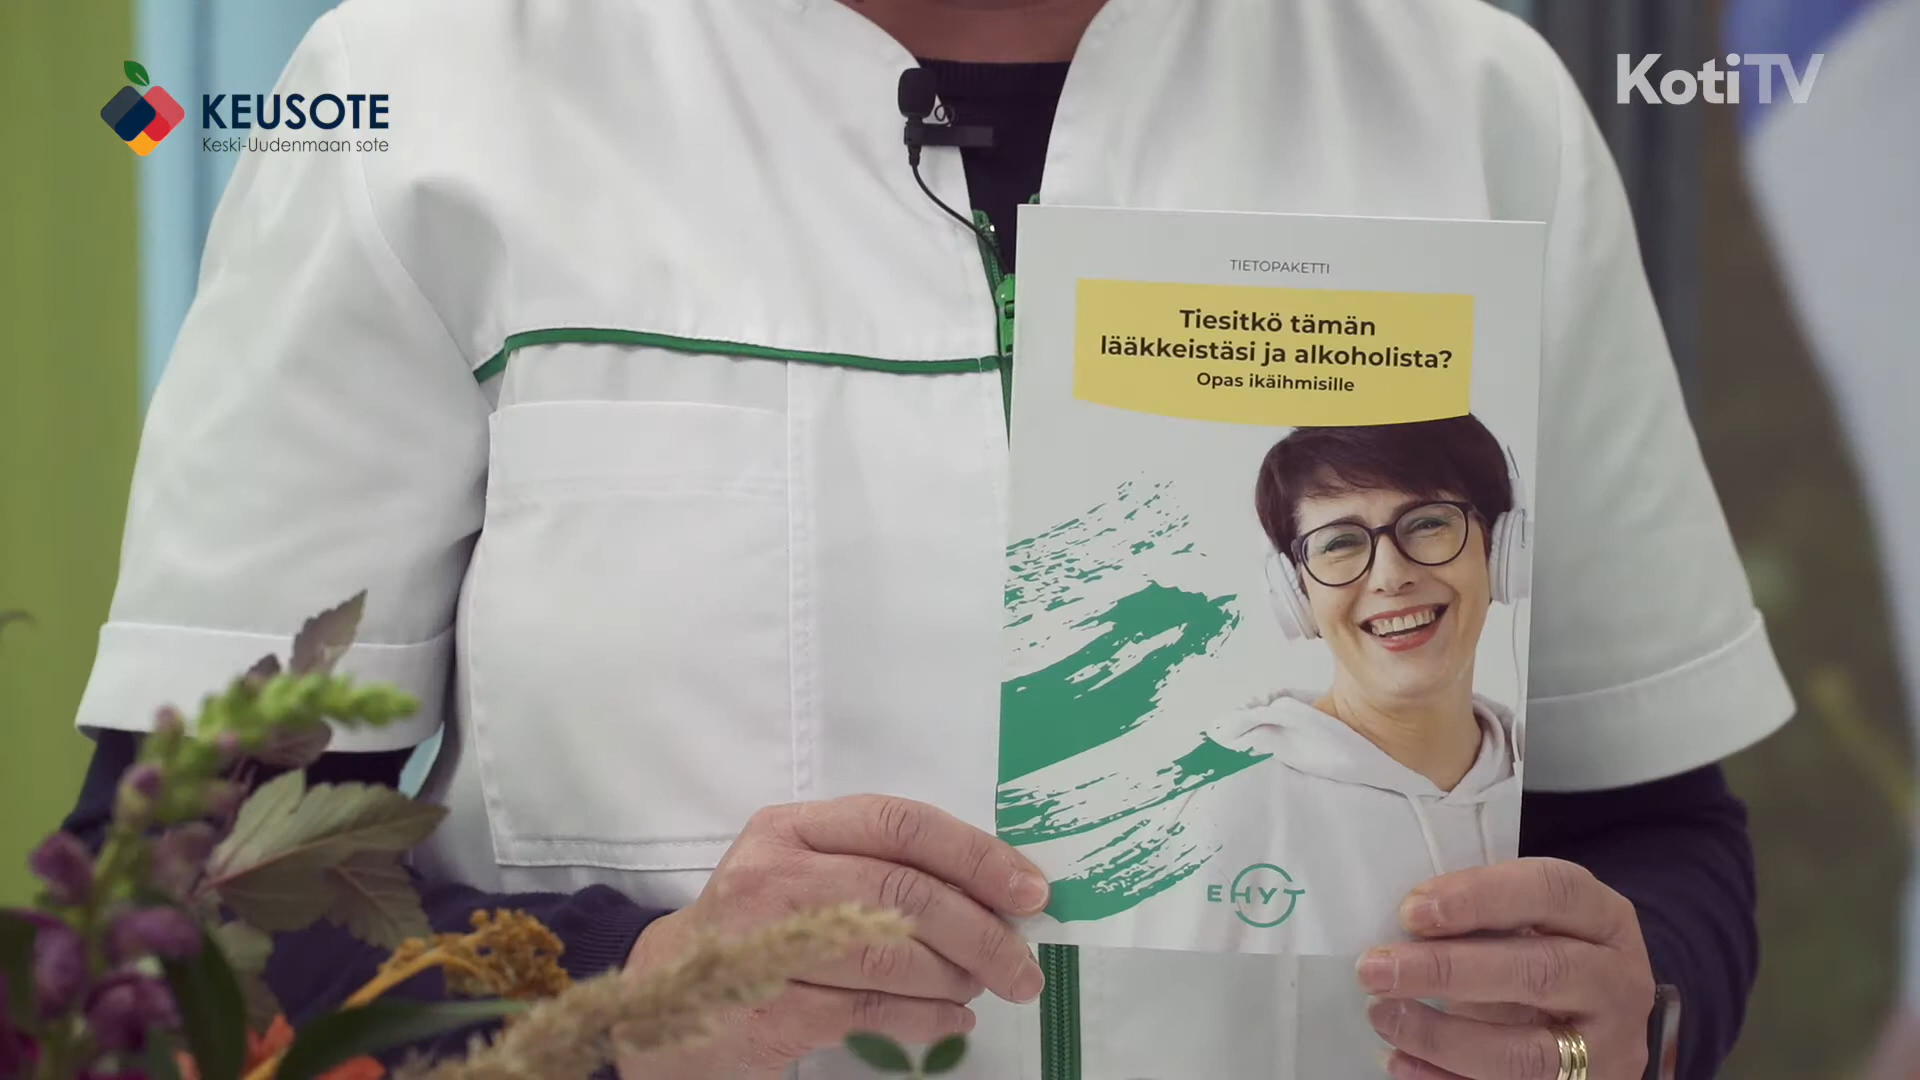 KEUSOTE
Keski-Uudenmaan sote
KotiTV
TIETOPAKETTI
Tiesitkö tämän
lääkkeistäsi ja alkoholista?
Opas ikäihmisille
EHYT